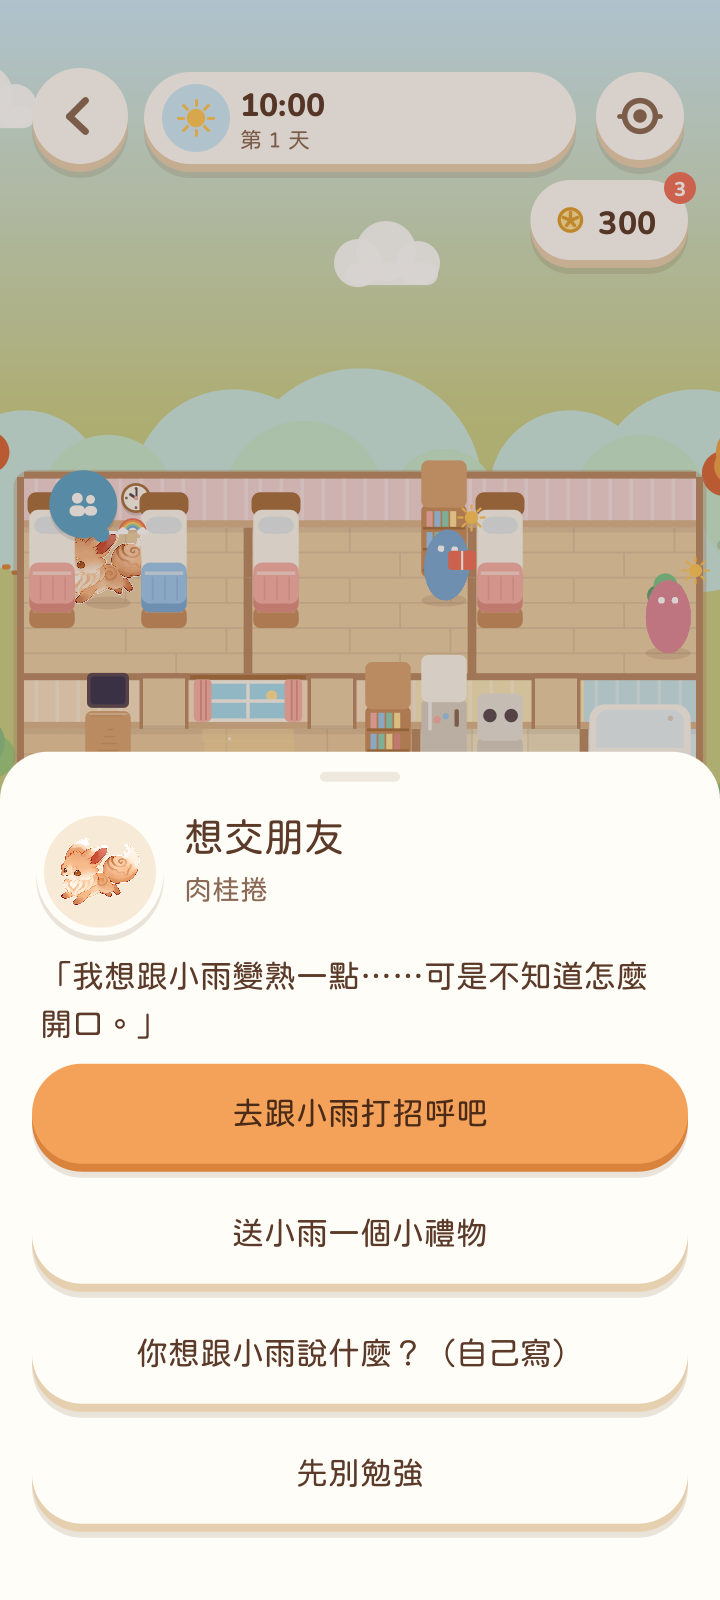 10:00
第 1 天
3
300
想交朋友
肉桂捲
「我想跟小雨變熟一點⋯⋯可是不知道怎麼
開口。」
去跟小雨打招呼吧
送小雨一個小禮物
你想跟小雨說什麼？（自己寫）
先別勉強